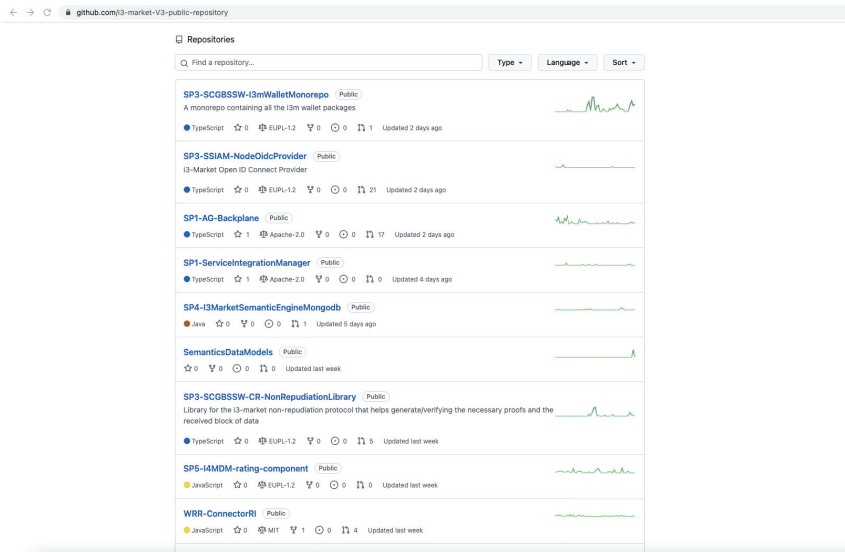 github.com/i3-market-V3-public-repository
Repositories
Find a repository...
Type
Language
Sort
SP3-SCGBSSW-I3mWalletMonorepo Public
A monorepo containing all the i3m wallet packages
TypeScript 0 EUPL-1.2 0 0 1 Updated 2 days ago
SP3-SSIAM-NodeOidcProvider Public
i3-Market Open ID Connect Provider
TypeScript 0 EUPL-1.2 0 0 21 Updated 2 days ago
SP1-AG-Backplane Public
TypeScript 1 Apache-2.0 0 0 17 Updated 2 days ago
SP1-ServiceIntegrationManager Public
TypeScript 1 Apache-2.0 0 0 0 Updated 4 days ago
SP4-I3MarketSemanticEngineMongodb Public
Java 0 0 0 1 Updated 5 days ago
SemanticsDataModels Public
0 0 0 0 Updated last week
SP3-SCGBSSW-CR-NonRepudiationLibrary Public
Library for the i3-market non-repudiation protocol that helps generate/verifying the necessary proofs and the
received block of data
TypeScript 0 EUPL-1.2 0 0 5 Updated last week
SP5-I4MDM-rating-component Public
JavaScript 0 EUPL-1.2 0 0 0 Updated last week
WRR-ConnectorRI Public
JavaScript 0 MIT 1 0 4 Updated last week